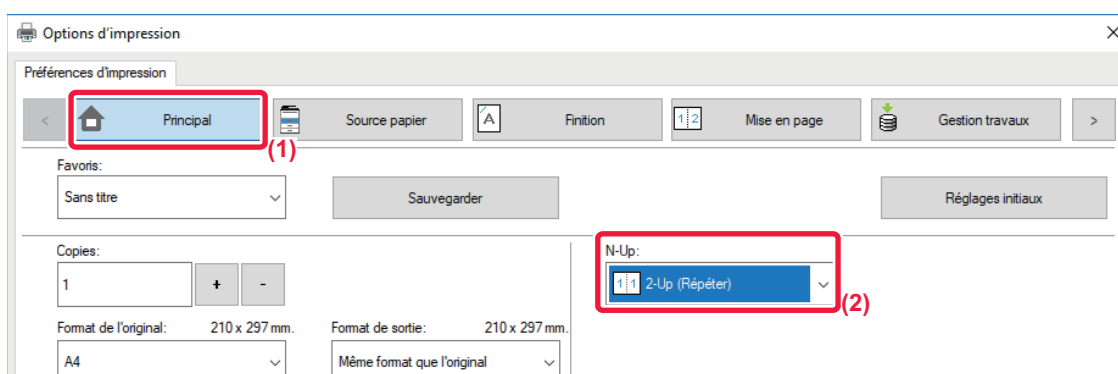 Options d'impression
Préférences d'impression
< Principal Source papier A Finition 1 2 Mise en page Gestion travaux >
(1)
Favoris:
Sans titre Sauvegarder Réglages initiaux
Copies: N-Up:
1 + - 1 1 2-Up (Répéter)
(2)
Format de l'original: 210 x 297 mm. Format de sortie: 210 x 297 mm.
A4 Même format que l'original